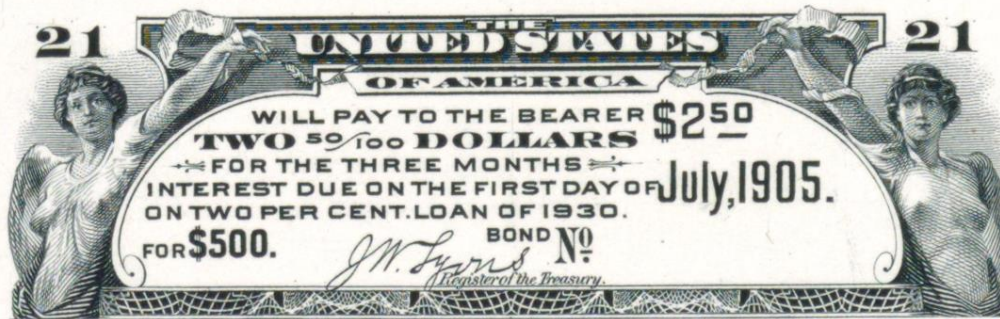 21 THE 21
UNITED STATES
OF AMERICA
WILL PAY TO THE BEARER $2 50
TWO 50/100 DOLLARS
FOR THE THREE MONTHS
INTEREST DUE ON THE FIRST DAY OF July, 1905.
ON TWO PER CENT. LOAN OF 1930.
FOR $500. BOND Nº
J.W. Lyons
Register of the Treasury.